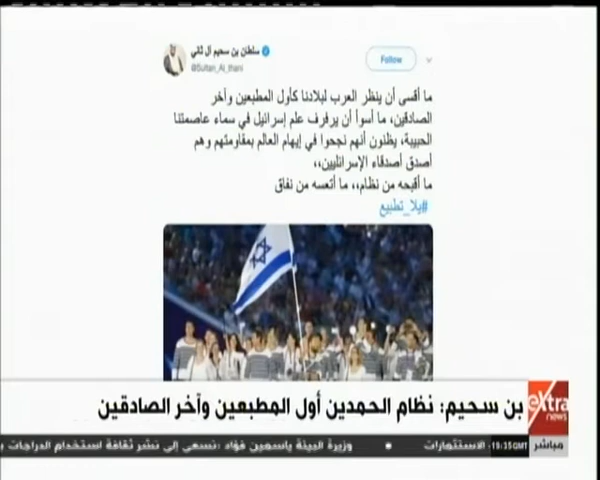 سلطان بن سحيم آل ثاني
@Sultan_Al_thani
Follow
ما أقسى أن ينظر العرب لبلادنا كأول المطبعين وآخر
الصادقين، ما أسوأ أن يرفرف علم إسرائيل في سماء عاصمتنا
الحبيبة، يظنون أنهم نجحوا في إيهام العالم بمقاومتهم وهم
أصدق أصدقاء الإسرائليين،،
ما أقبحه من نظام،، ما أتعسه من نفاق
#يلا_تطبيع
بن سحيم: نظام الحمدين أول المطبعين وآخر الصادقين
eXtra
news
مباشر
19:35GMT
الاستثمارات
وزيرة البيئة ياسمين فؤاد: نسعى إلى نشر ثقافة استخدام الدراجات